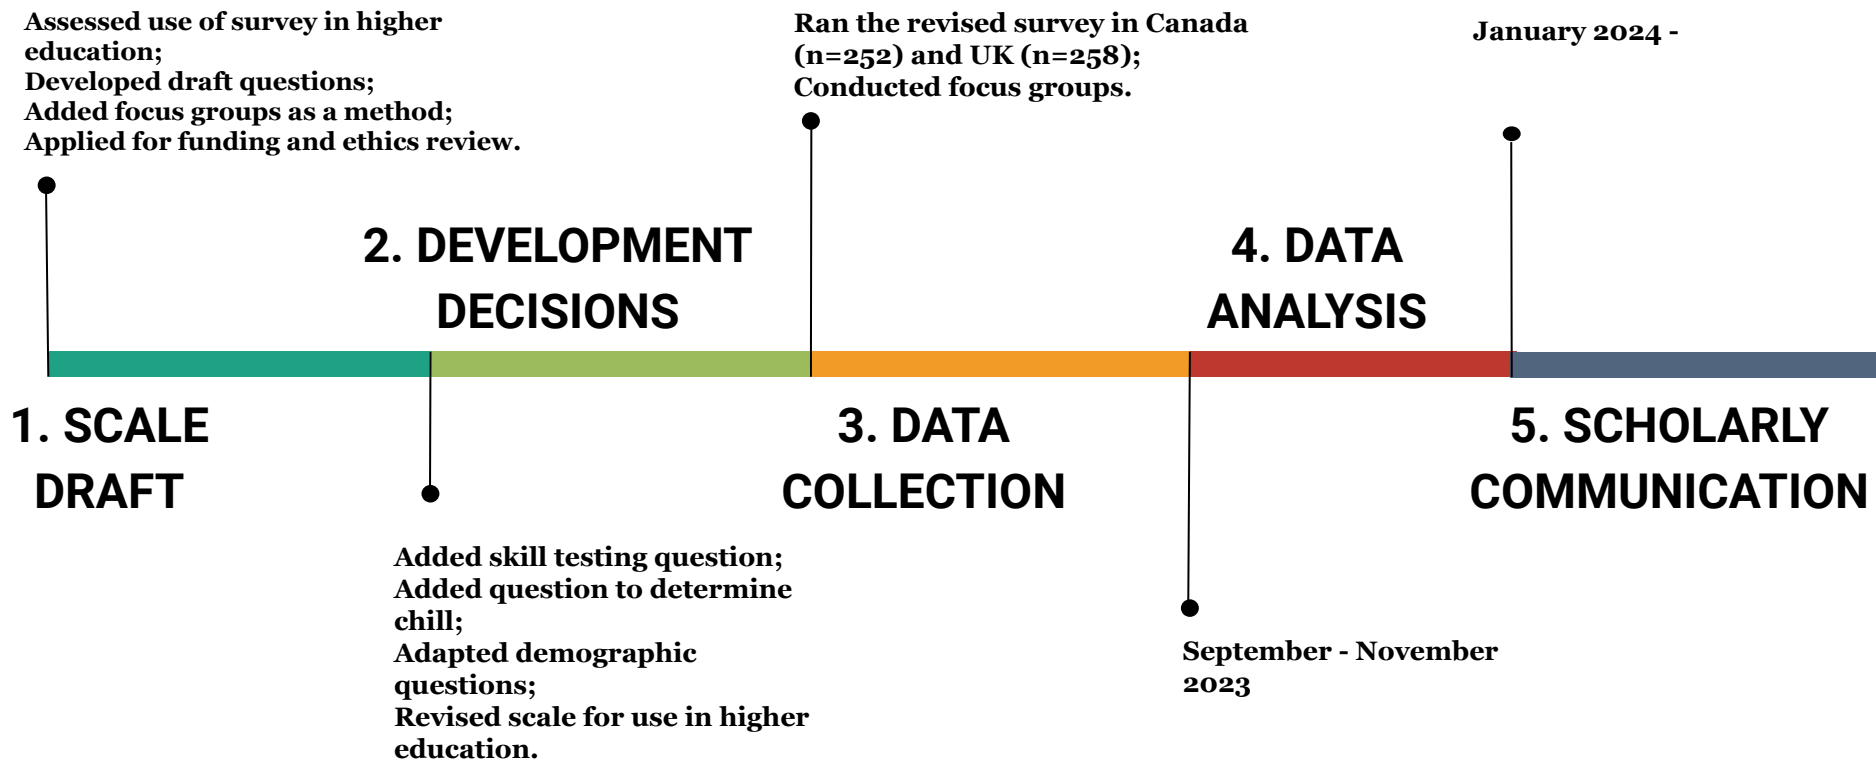 Assessed use of survey in higher
education;
Developed draft questions;
Added focus groups as a method;
Applied for funding and ethics review.
Ran the revised survey in Canada
(n=252) and UK (n=258);
Conducted focus groups.
January 2024 -
2. DEVELOPMENT
DECISIONS
4. DATA
ANALYSIS
1. SCALE
DRAFT
3. DATA
COLLECTION
5. SCHOLARLY
COMMUNICATION
Added skill testing question;
Added question to determine
chill;
Adapted demographic
questions;
Revised scale for use in higher
education.
September - November
2023